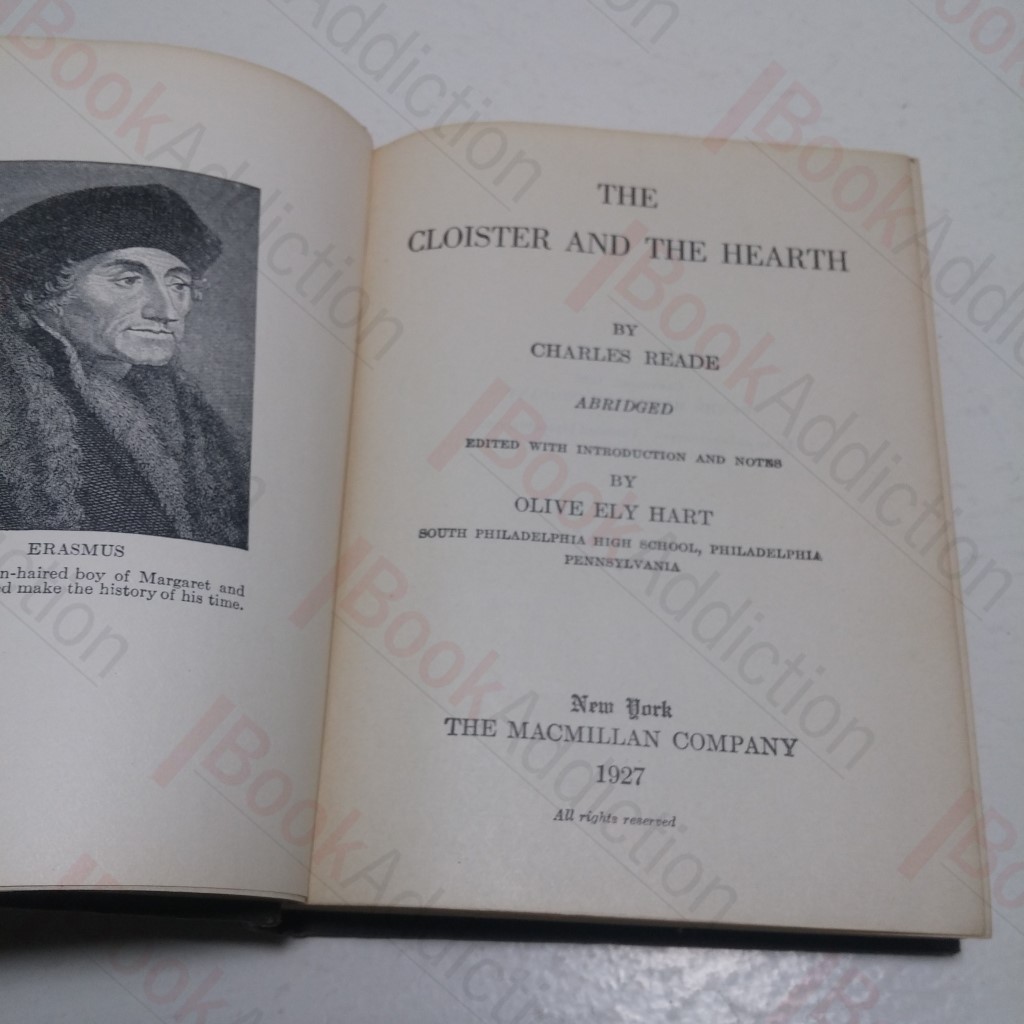 ERASMUS
n-haired boy of Margaret and
d make the history of his time.
THE
CLOISTER AND THE HEARTH
BY
CHARLES READE
ABRIDGED
EDITED WITH INTRODUCTION AND NOTES
BY
OLIVE ELY HART
SOUTH PHILADELPHIA HIGH SCHOOL, PHILADELPHIA
PENNSYLVANIA
New York
THE MACMILLAN COMPANY
1927
All rights reserved
BookAddiction